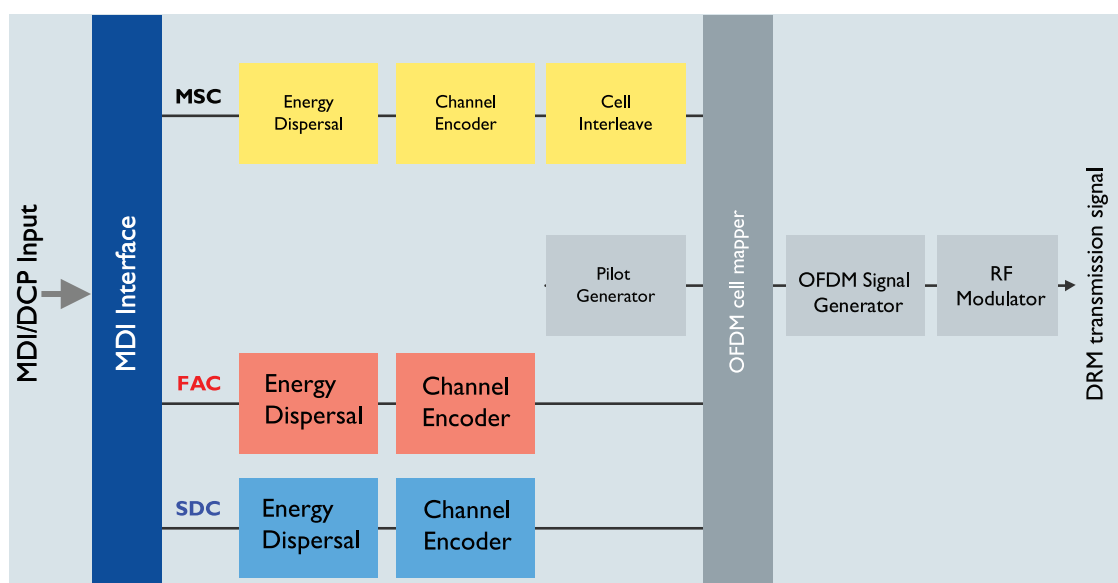 MDI/DCP Input
MDI Interface
MSC
Energy
Dispersal
Channel
Encoder
Cell
Interleave
Pilot
Generator
FAC
Energy
Dispersal
Channel
Encoder
SDC
Energy
Dispersal
Channel
Encoder
OFDM cell mapper
OFDM Signal
Generator
RF
Modulator
DRM transmission signal